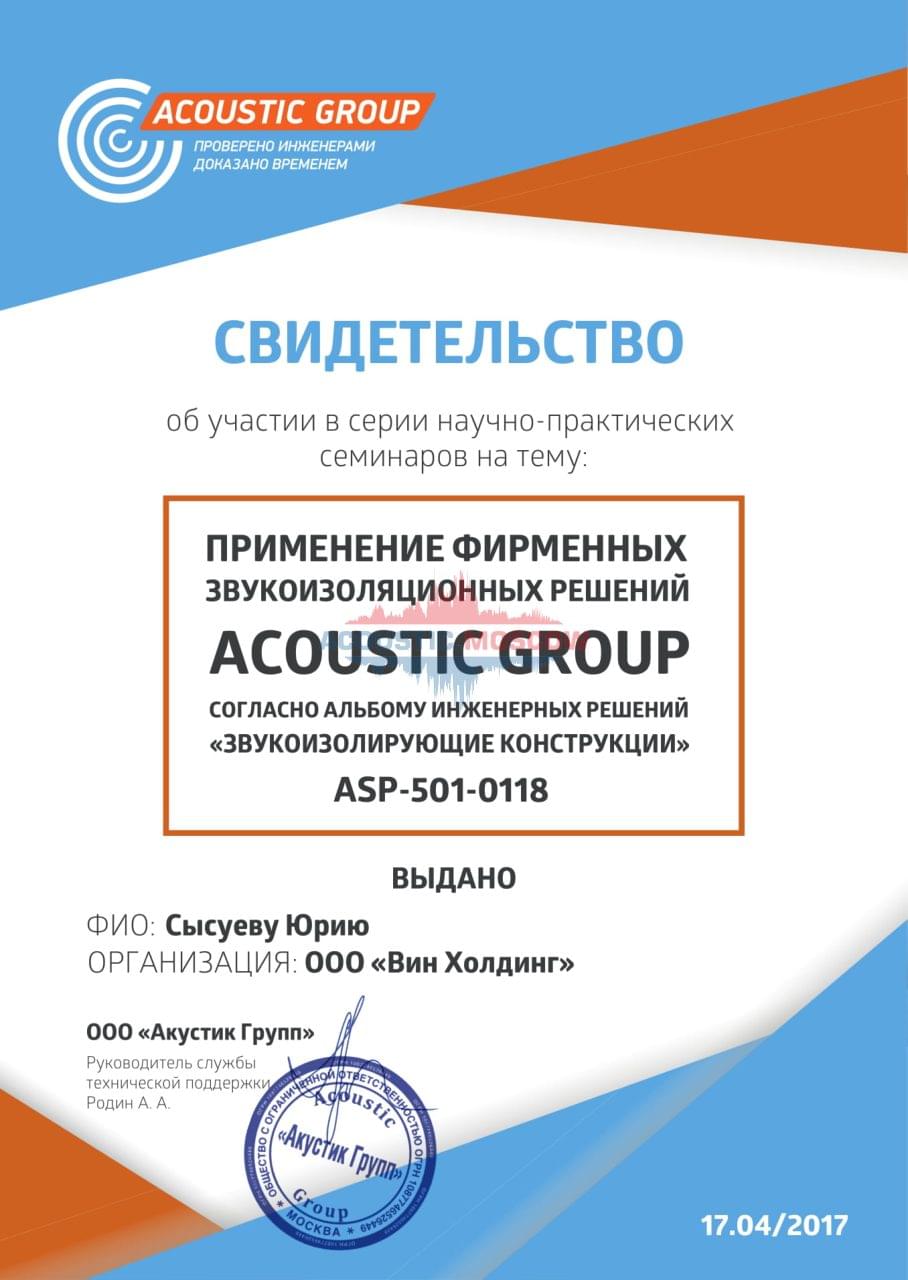 ACOUSTIC GROUP
ПРОВЕРЕНО ИНЖЕНЕРАМИ
ДОКАЗАНО ВРЕМЕНЕМ
СВИДЕТЕЛЬСТВО
об участии в серии научно-практических
семинаров на тему:
ПРИМЕНЕНИЕ ФИРМЕННЫХ
ЗВУКОИЗОЛЯЦИОННЫХ РЕШЕНИЙ
ACOUSTIC GROUP
СОГЛАСНО АЛЬБОМУ ИНЖЕНЕРНЫХ РЕШЕНИЙ
«ЗВУКОИЗОЛИРУЮЩИЕ КОНСТРУКЦИИ»
ASP-501-0118
ВЫДАНО
ФИО: Сысуеву Юрию
ОРГАНИЗАЦИЯ: ООО «Вин Холдинг»
ООО «Акустик Групп»
Руководитель службы
технической поддержки
Родин А. А.
ОБЩЕСТВО С ОГРАНИЧЕННОЙ ОТВЕТСТВЕННОСТЬЮ ОГРН 1087746526449
Acoustic
«Акустик Групп»
Group
* МОСКВА *
17.04/2017